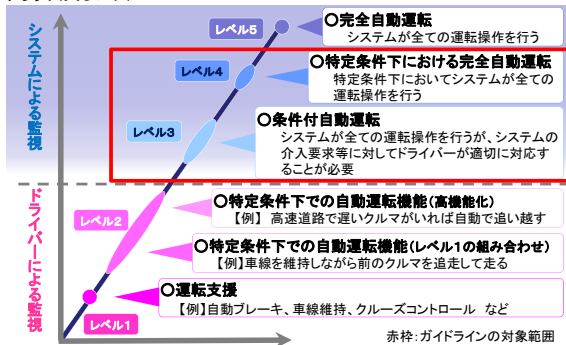 レベル5
○完全自動運転
システムが全ての運転操作を行う
システムによる監視
レベル4
○特定条件下における完全自動運転
特定条件下においてシステムが全ての
運転操作を行う
レベル3
○条件付自動運転
システムが全ての運転操作を行うが、システムの
介入要求等に対してドライバーが適切に対応す
ることが必要
ドライバーによる監視
レベル2
○特定条件下での自動運転機能(高機能化)
【例】 高速道路で遅いクルマがいれば自動で追い越す
○特定条件下での自動運転機能(レベル1の組み合わせ)
【例】車線を維持しながら前のクルマを追走して走る
○運転支援
【例】自動ブレーキ、車線維持、クルーズコントロール など
レベル1
赤枠:ガイドラインの対象範囲